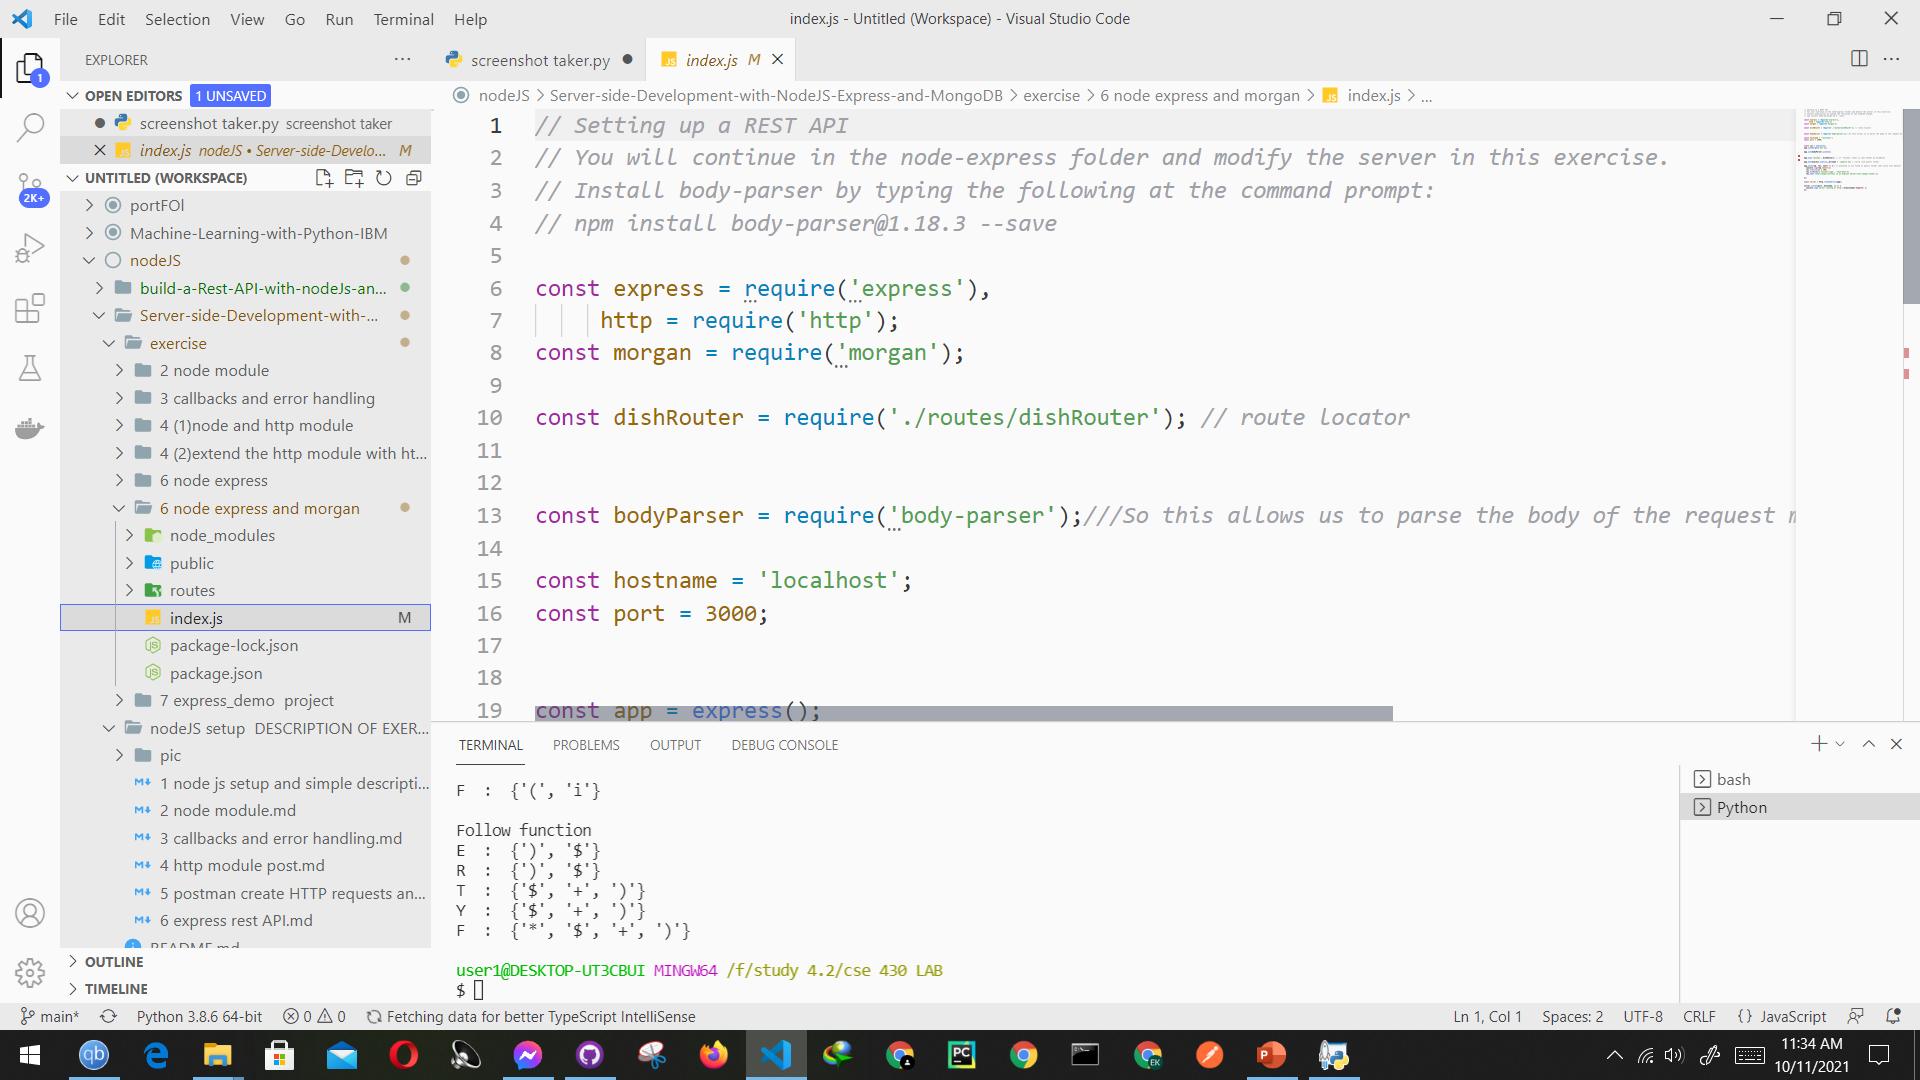 File Edit Selection View Go Run Terminal Help
index.js - Untitled (Workspace) - Visual Studio Code
EXPLORER
OPEN EDITORS 1 UNSAVED
screenshot taker.py screenshot taker
index.js nodeJS • Server-side-Develo... M
UNTITLED (WORKSPACE)
portFOl
Machine-Learning-with-Python-IBM
nodeJS
build-a-Rest-API-with-nodeJs-an...
Server-side-Development-with-...
exercise
2 node module
3 callbacks and error handling
4 (1)node and http module
4 (2)extend the http module with ht...
6 node express
6 node express and morgan
node_modules
public
routes
index.js M
package-lock.json
package.json
7 express_demo project
nodeJS setup DESCRIPTION OF EXER...
pic
1 node js setup and simple descripti...
2 node module.md
3 callbacks and error handling.md
4 http module post.md
5 postman create HTTP requests an...
6 express rest API.md
README.md
OUTLINE
TIMELINE
1
2K+
screenshot taker.py
index.js M
nodeJS > Server-side-Development-with-NodeJS-Express-and-MongoDB > exercise > 6 node express and morgan > index.js > ...
1 // Setting up a REST API
2 // You will continue in the node-express folder and modify the server in this exercise.
3 // Install body-parser by typing the following at the command prompt:
4 // npm install body-parser@1.18.3 --save
5
6 const express = require('express'),
7 http = require('http');
8 const morgan = require('morgan');
9
10 const dishRouter = require('./routes/dishRouter'); // route locator
11
12
13 const bodyParser = require('body-parser');///So this allows us to parse the body of the request
14
15 const hostname = 'localhost';
16 const port = 3000;
17
18
19 const app = express();
TERMINAL PROBLEMS OUTPUT DEBUG CONSOLE
F : {'(', 'i'}
Follow function
E : {')', '$'}
R : {')', '$'}
T : {'$', '+', ')'}
Y : {'$', '+', ')'}
F : {'*', '$', '+', ')'}
user1@DESKTOP-UT3CBUI MINGW64 /f/study 4.2/cse 430 LAB
$
bash
Python
main* Python 3.8.6 64-bit 0 0 Fetching data for better TypeScript IntelliSense
Ln 1, Col 1 Spaces: 2 UTF-8 CRLF {} JavaScript
11:34 AM
10/11/2021